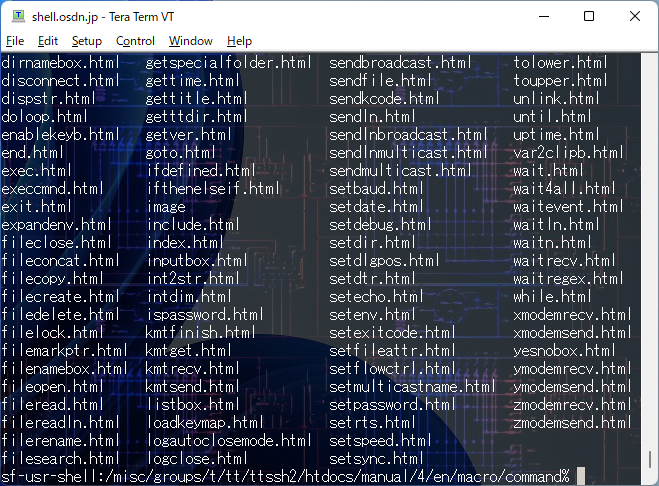 shell.osdn.jp - Tera Term VT
File Edit Setup Control Window Help
dirnamebox.html getspecialfolder.html sendbroadcast.html tolower.html
disconnect.html gettime.html sendfile.html toupper.html
dispstr.html gettitle.html sendkcode.html unlink.html
doloop.html getttdir.html sendln.html until.html
enablekeyb.html getver.html sendlnbroadcast.html uptime.html
end.html goto.html sendlnmulticast.html var2clipb.html
exec.html ifdefined.html sendmulticast.html wait.html
execcmnd.html ifthenelseif.html setbaud.html wait4all.html
exit.html image setdate.html waitevent.html
expandenv.html include.html setdebug.html waitln.html
fileclose.html index.html setdir.html waitn.html
fileconcat.html inputbox.html setdlgpos.html waitrecv.html
filecopy.html int2str.html setdtr.html waitregex.html
filecreate.html intdim.html setecho.html while.html
filedelete.html ispassword.html setenv.html xmodemrecv.html
filelock.html kmtfinish.html setexitcode.html xmodemsend.html
filemarkptr.html kmtget.html setfileattr.html yesnobox.html
filenamebox.html kmtrecv.html setflowctrl.html ymodemrecv.html
fileopen.html kmtsend.html setmulticastname.html ymodemsend.html
fileread.html listbox.html setpassword.html zmodemrecv.html
filereadln.html loadkeymap.html setrts.html zmodemsend.html
filerename.html logautoclosemode.html setspeed.html
filesearch.html logclose.html setsync.html
sf-usr-shell:/misc/groups/t/tt/ttssh2/htdocs/manual/4/en/macro/command%